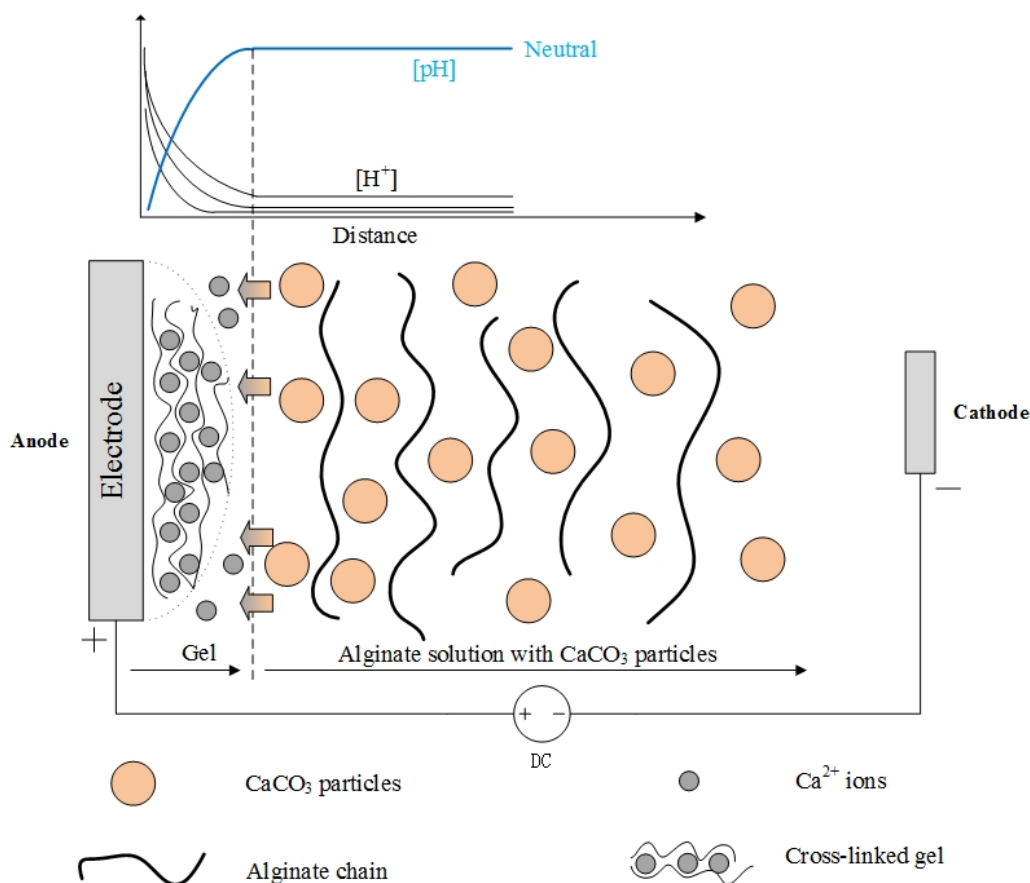 Neutral
[pH]
[H⁺]
Distance
Anode
Electrode
Cathode
+
−
Gel
Alginate solution with CaCO₃ particles
+ −
DC
CaCO₃ particles
Ca²⁺ ions
Alginate chain
Cross-linked gel